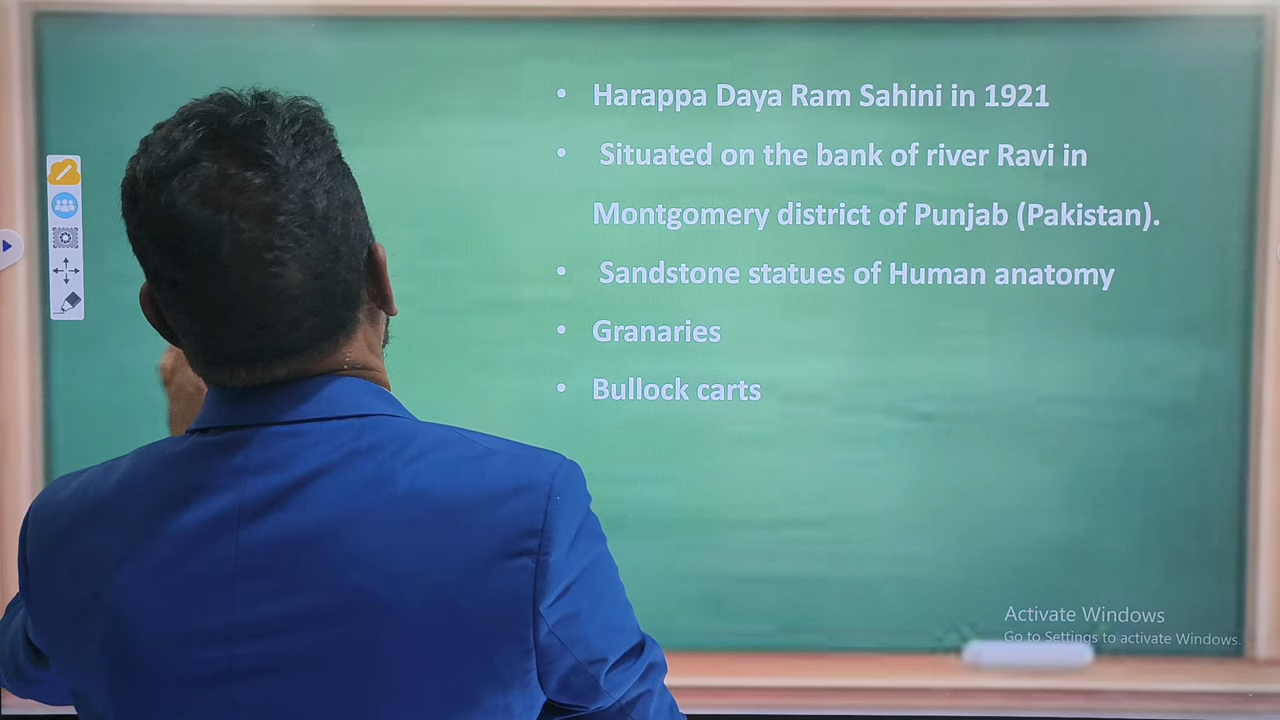 • Harappa Daya Ram Sahini in 1921
• Situated on the bank of river Ravi in
Montgomery district of Punjab (Pakistan).
• Sandstone statues of Human anatomy
• Granaries
• Bullock carts
Activate Windows
Go to Settings to activate Windows.